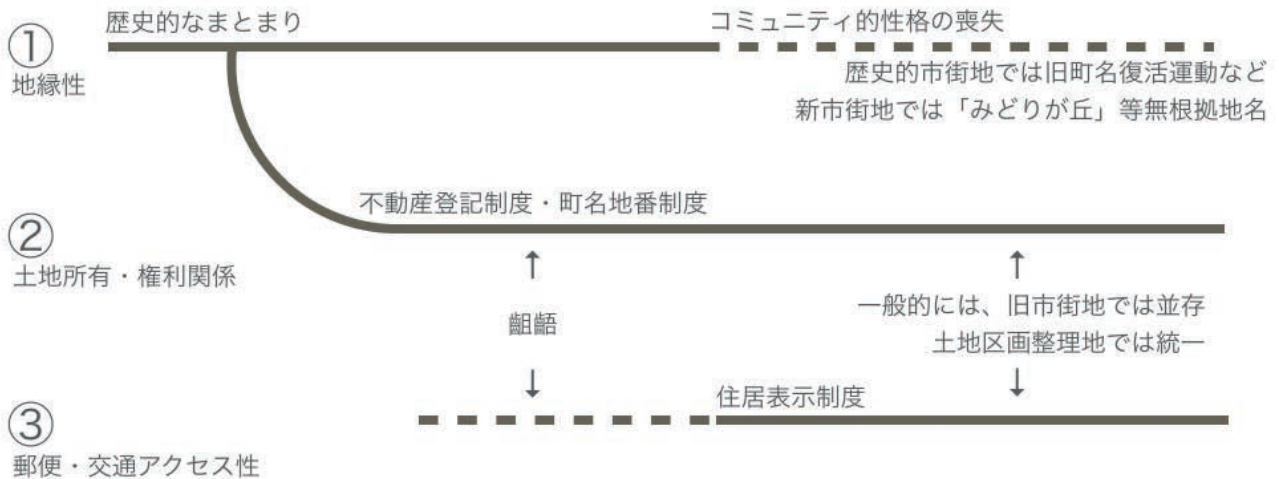 歴史的なまとまり
コミュニティ的性格の喪失
①
地縁性
歴史的市街地では旧町名復活運動など
新市街地では「みどりが丘」等無根拠地名
不動産登記制度・町名地番制度
②
土地所有・権利関係
↑
↑
齟齬
一般的には、旧市街地では並存
土地区画整理地では統一
↓
↓
住居表示制度
③
郵便・交通アクセス性